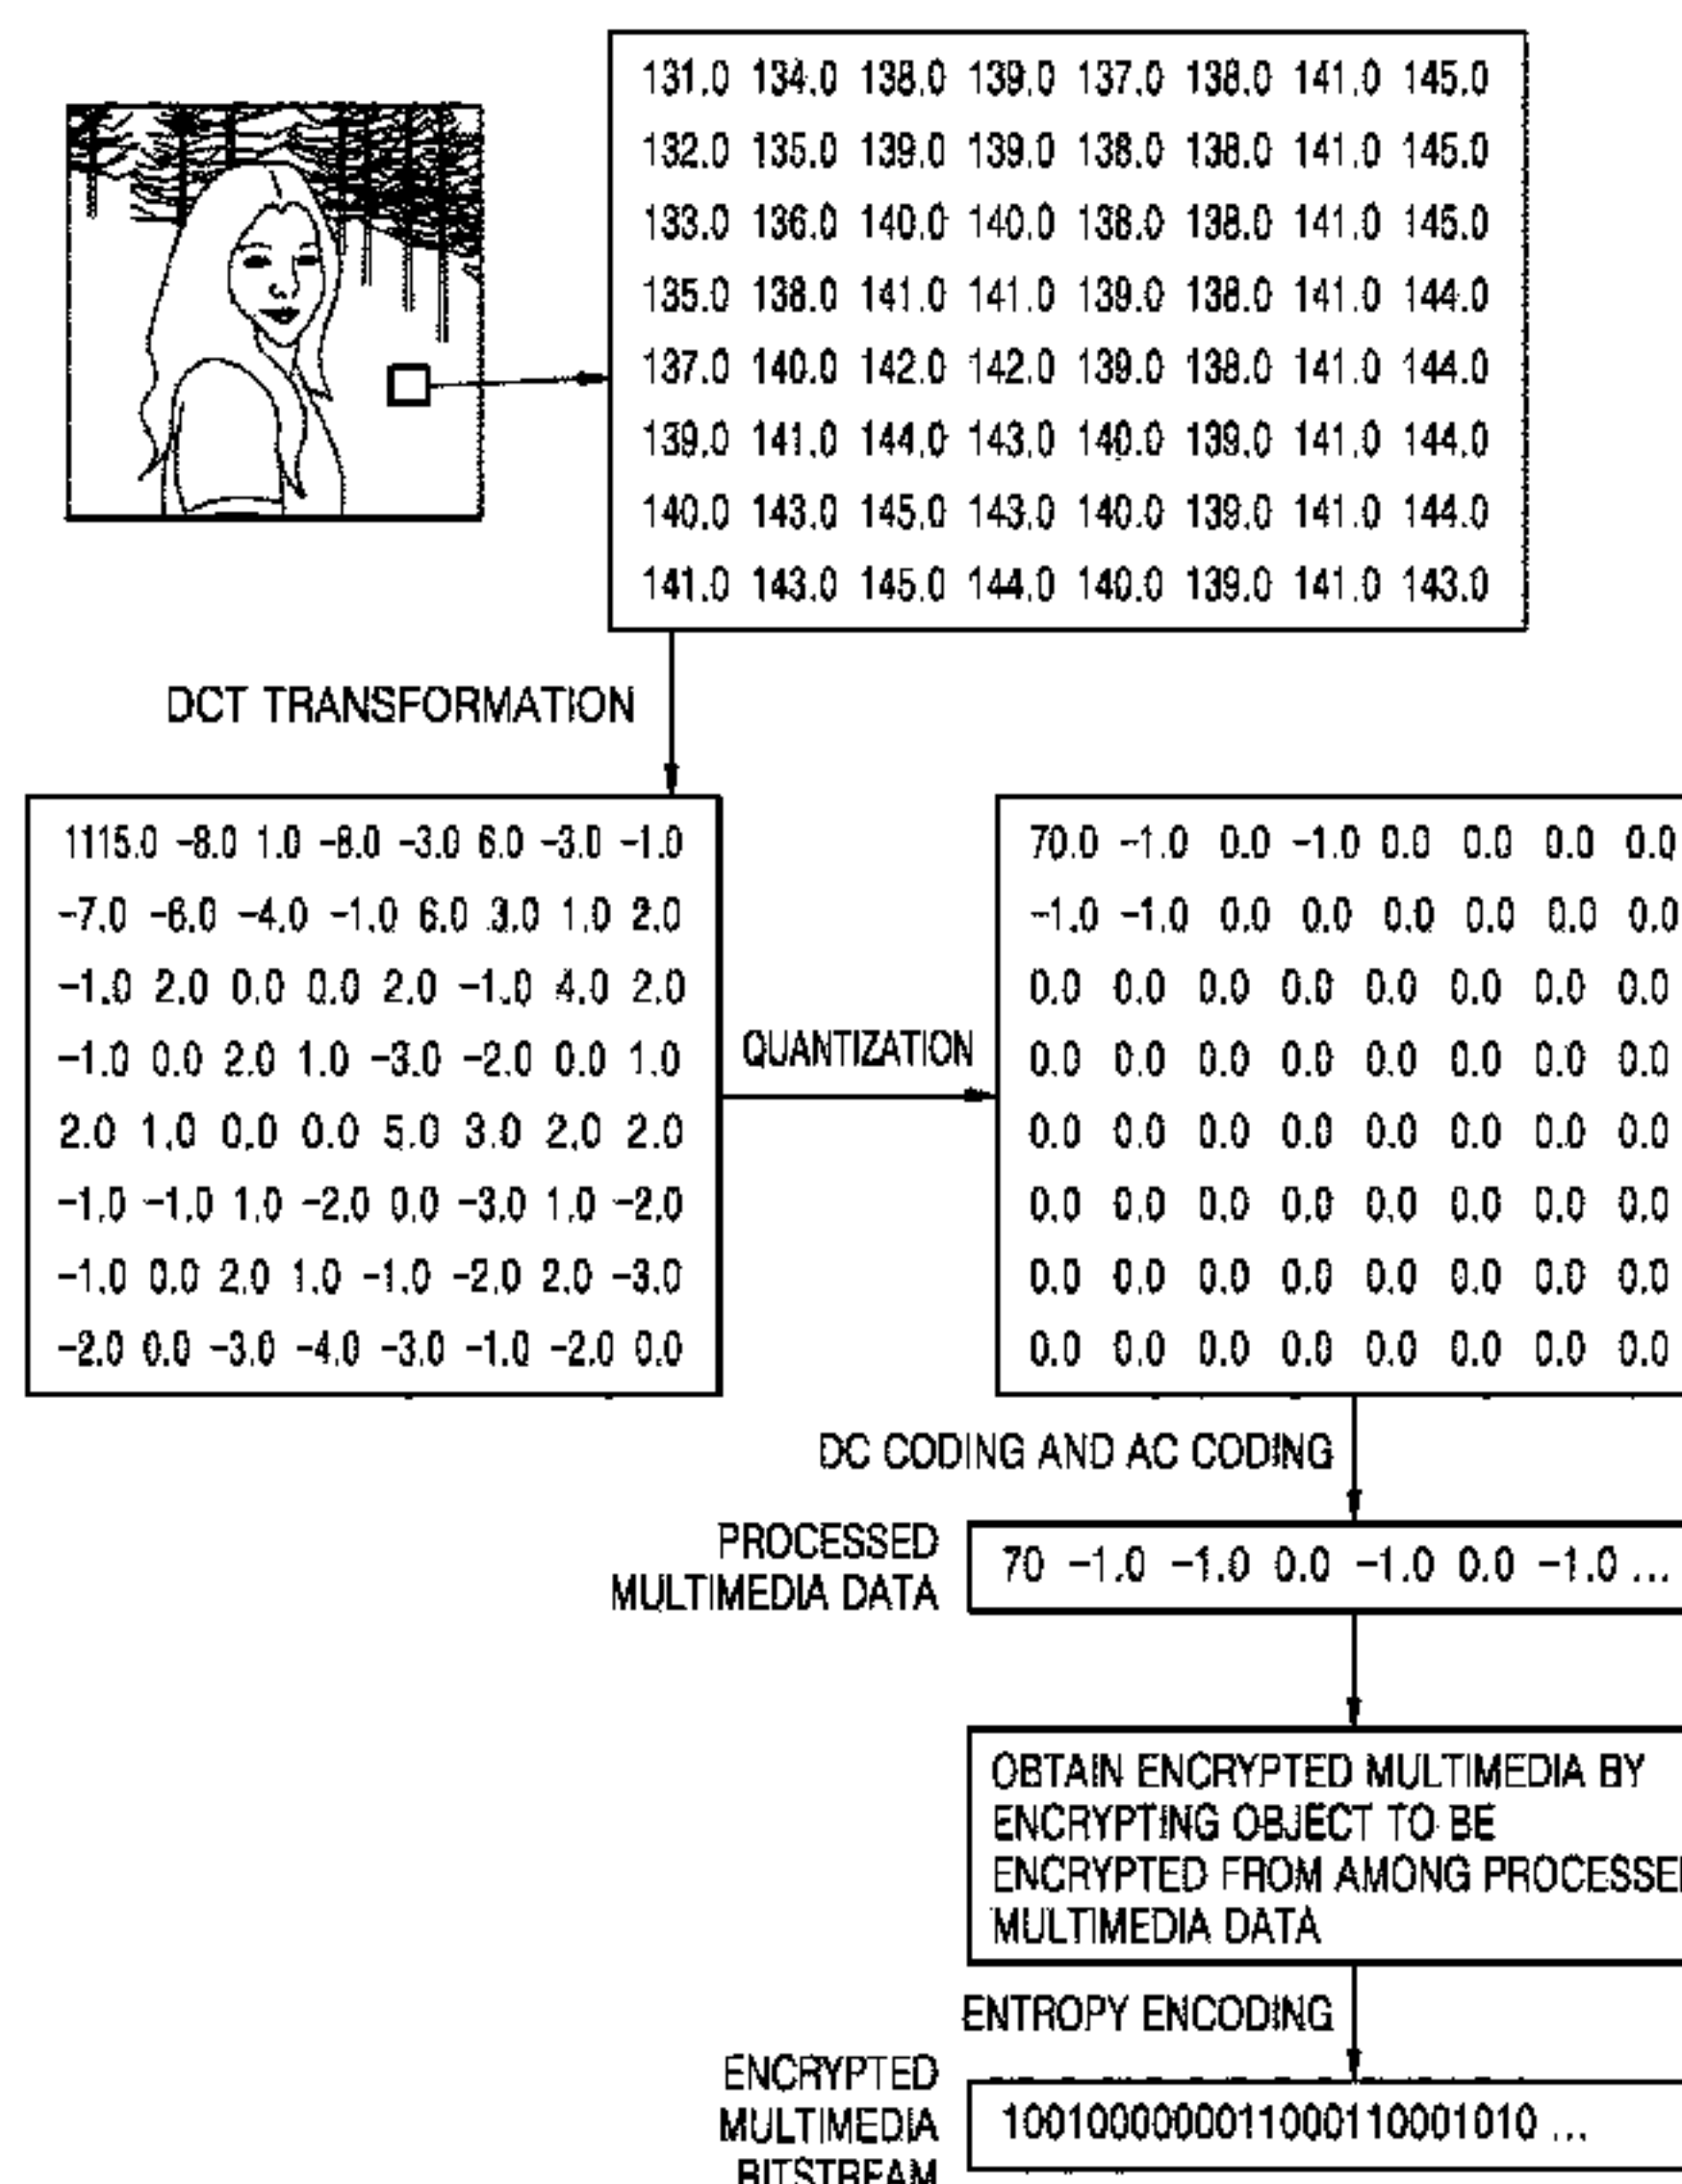 131.0 134.0 138.0 139.0 137.0 138.0 141.0 145.0
132.0 135.0 139.0 139.0 138.0 138.0 141.0 145.0
133.0 136.0 140.0 140.0 138.0 138.0 141.0 145.0
135.0 138.0 141.0 141.0 139.0 138.0 141.0 144.0
137.0 140.0 142.0 142.0 139.0 138.0 141.0 144.0
139.0 141.0 144.0 143.0 140.0 139.0 141.0 144.0
140.0 143.0 145.0 143.0 140.0 139.0 141.0 144.0
141.0 143.0 145.0 144.0 140.0 139.0 141.0 143.0
DCT TRANSFORMATION
1115.0 −8.0 1.0 −8.0 −3.0 6.0 −3.0 −1.0
−7.0 −6.0 −4.0 −1.0 6.0 3.0 1.0 2.0
−1.0 2.0 0.0 0.0 2.0 −1.0 4.0 2.0
−1.0 0.0 2.0 1.0 −3.0 −2.0 0.0 1.0
2.0 1.0 0.0 0.0 5.0 3.0 2.0 2.0
−1.0 −1.0 1.0 −2.0 0.0 −3.0 1.0 −2.0
−1.0 0.0 2.0 1.0 −1.0 −2.0 2.0 −3.0
−2.0 0.0 −3.0 −4.0 −3.0 −1.0 −2.0 0.0
QUANTIZATION
70.0 −1.0 0.0 −1.0 0.0 0.0 0.0 0.0
−1.0 −1.0 0.0 0.0 0.0 0.0 0.0 0.0
0.0 0.0 0.0 0.0 0.0 0.0 0.0 0.0
0.0 0.0 0.0 0.0 0.0 0.0 0.0 0.0
0.0 0.0 0.0 0.0 0.0 0.0 0.0 0.0
0.0 0.0 0.0 0.0 0.0 0.0 0.0 0.0
0.0 0.0 0.0 0.0 0.0 0.0 0.0 0.0
0.0 0.0 0.0 0.0 0.0 0.0 0.0 0.0
DC CODING AND AC CODING
PROCESSED
MULTIMEDIA DATA
70 −1.0 −1.0 0.0 −1.0 0.0 −1.0 ...
OBTAIN ENCRYPTED MULTIMEDIA BY
ENCRYPTING OBJECT TO BE
ENCRYPTED FROM AMONG PROCESSED
MULTIMEDIA DATA
ENTROPY ENCODING
ENCRYPTED
MULTIMEDIA
BITSTREAM
1001000000011000110001010 ...